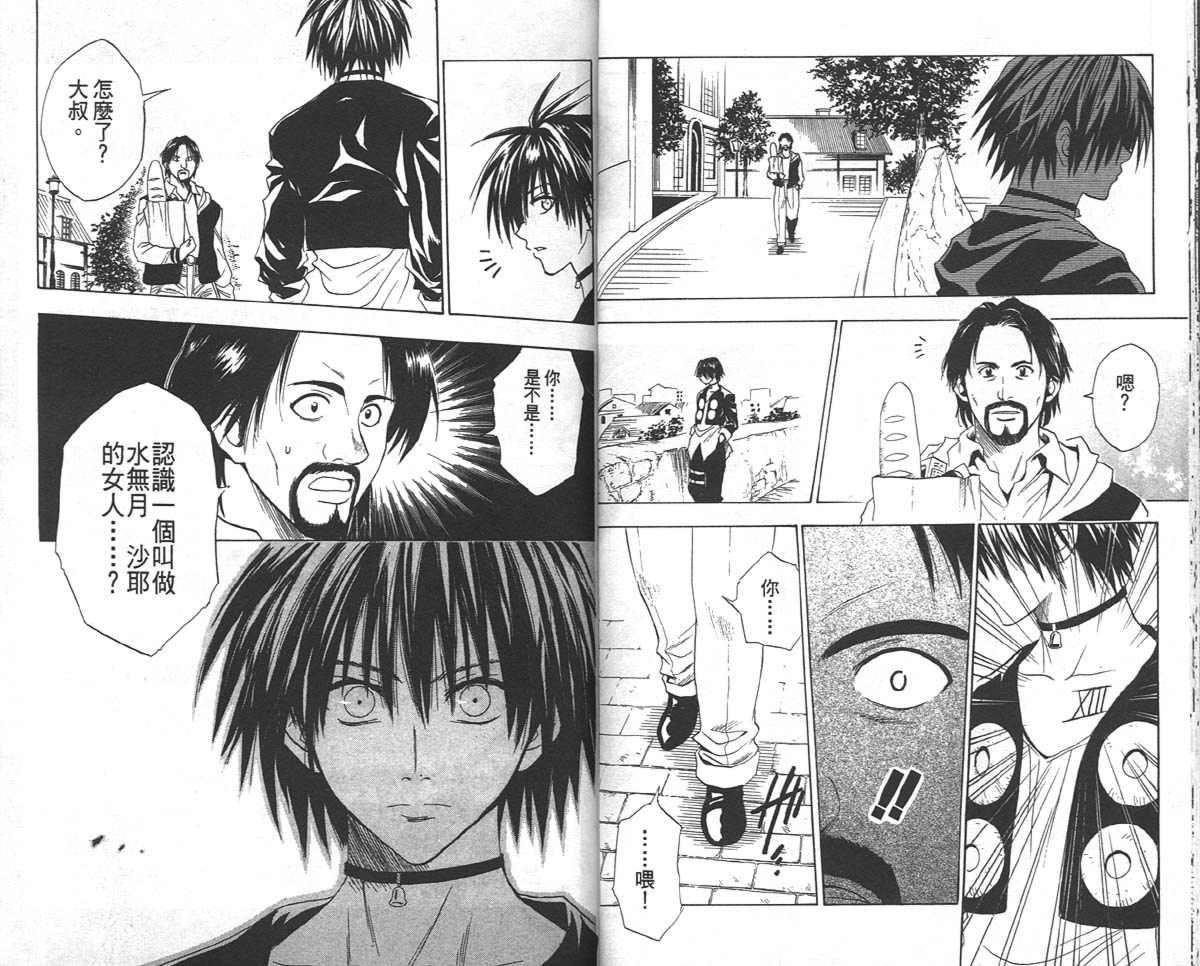 嗯?
XIII
!!
你……
……喂!
怎麼了?
大叔。
你……
是不是……
認識一個叫做
水無月 沙耶
的女人……?